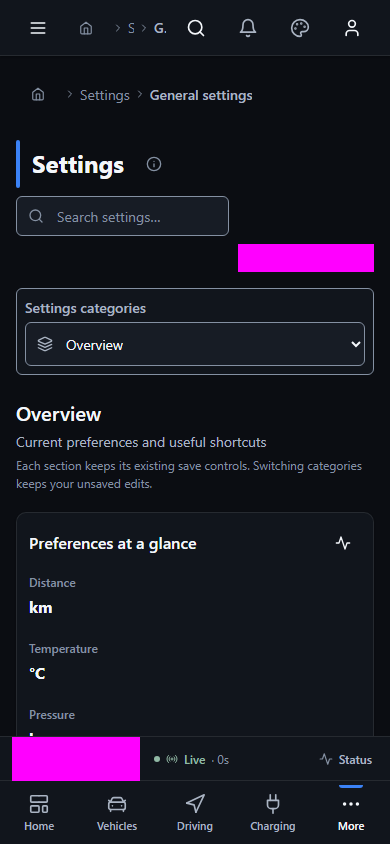 S G.
Settings General settings
Settings
Search settings...
Settings categories
Overview
Overview
Current preferences and useful shortcuts
Each section keeps its existing save controls. Switching categories
keeps your unsaved edits.
Preferences at a glance
Distance
km
Temperature
°C
Pressure
Live · 0s Status
Home Vehicles Driving Charging More